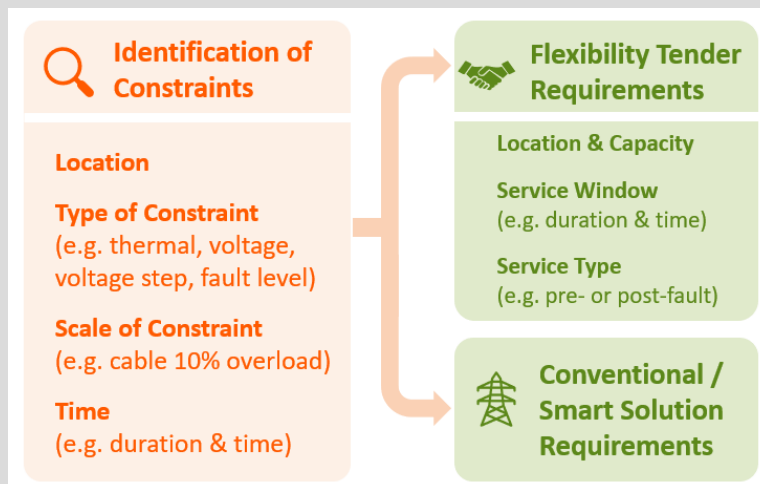 Identification of
Constraints
Location
Type of Constraint
(e.g. thermal, voltage,
voltage step, fault level)
Scale of Constraint
(e.g. cable 10% overload)
Time
(e.g. duration & time)
Flexibility Tender
Requirements
Location & Capacity
Service Window
(e.g. duration & time)
Service Type
(e.g. pre- or post-fault)
Conventional /
Smart Solution
Requirements